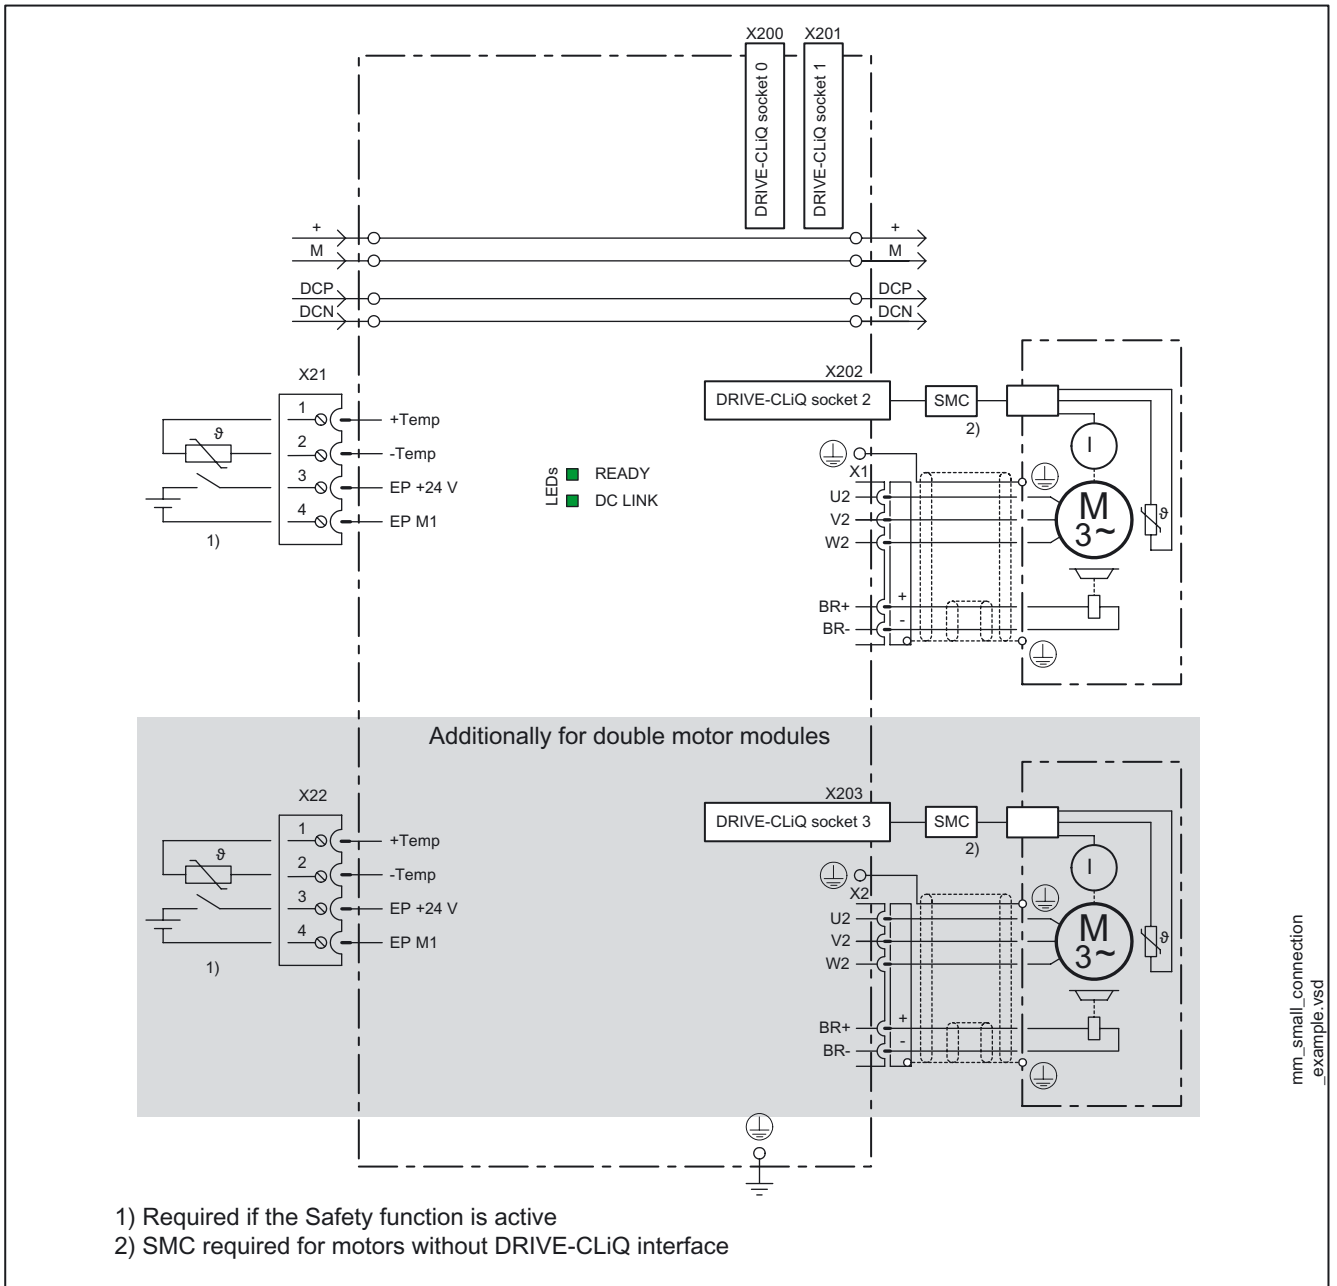 X200 X201
DRIVE-CLiQ socket 0
DRIVE-CLiQ socket 1
+ +
M M
DCP DCP
DCN DCN
X21
1 +Temp
ϑ
2 -Temp
3 EP +24 V
4 EP M1
1)
LEDs
READY
DC LINK
X202
DRIVE-CLiQ socket 2
SMC
2)
I
X1
U2
V2
W2
M
3~
ϑ
BR+ +
BR- -
Additionally for double motor modules
X22
1 +Temp
ϑ
2 -Temp
3 EP +24 V
4 EP M1
1)
X203
DRIVE-CLiQ socket 3
SMC
2)
I
X2
U2
V2
W2
M
3~
ϑ
BR+ +
BR- -
mm_small_connection
_example.vsd
1) Required if the Safety function is active
2) SMC required for motors without DRIVE-CLiQ interface